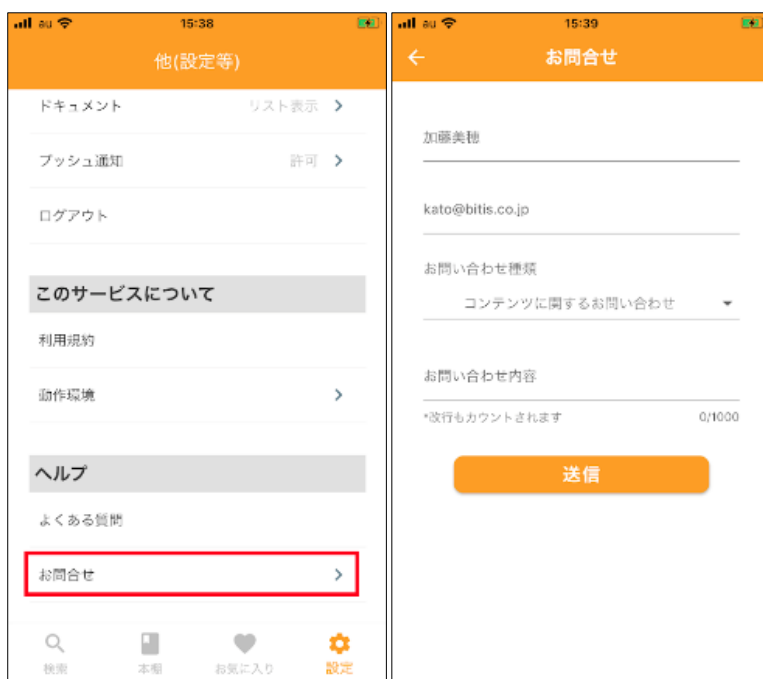 au 15:38
他(設定等)
ドキュメント リスト表示
プッシュ通知 許可
ログアウト
このサービスについて
利用規約
動作環境
ヘルプ
よくある質問
お問合せ
検索 本棚 お気に入り 設定
au 15:39
お問合せ
加藤美穂
kato@bitis.co.jp
お問い合わせ種類
コンテンツに関するお問い合わせ
お問い合わせ内容
*改行もカウントされます 0/1000
送信